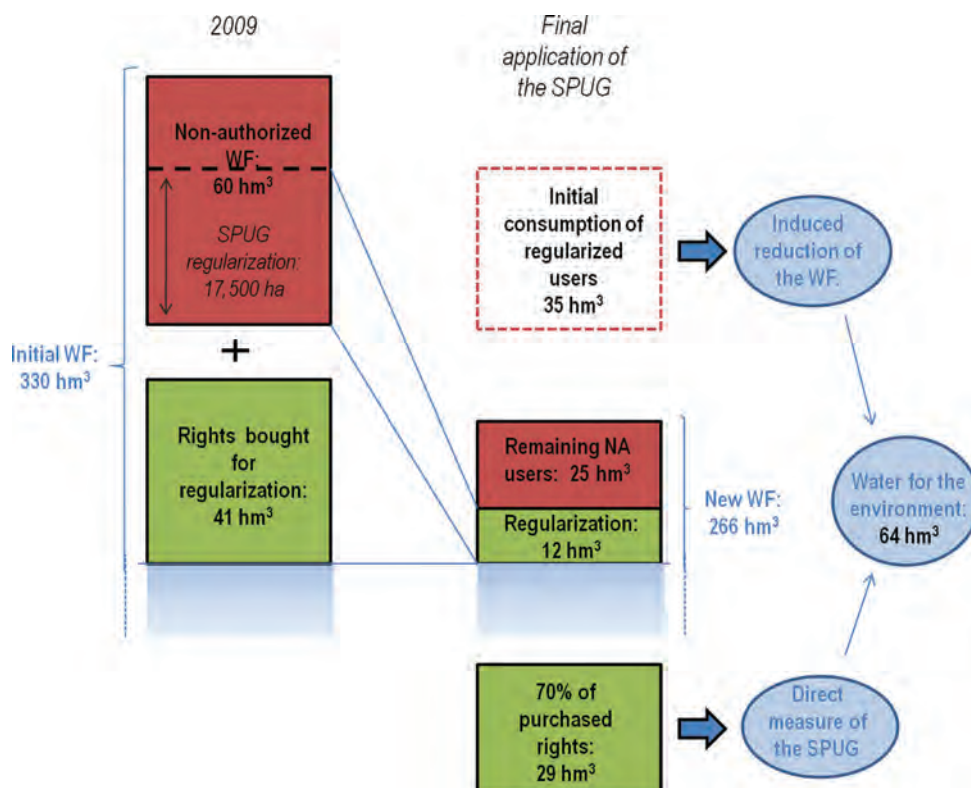 2009
Final
application of
the SPUG
Non-authorized
WF:
60 hm³
SPUG
regularization:
17,500 ha
Initial
consumption of
regularized
users
35 hm³
Induced
reduction of
the WF.
+
Initial WF:
330 hm³
Rights bought
for
regularization:
41 hm³
Remaining NA
users: 25 hm³
Regularization:
12 hm³
New WF:
266 hm³
Water for the
environment:
64 hm³
70% of
purchased
rights:
29 hm³
Direct
measure of
the SPUG